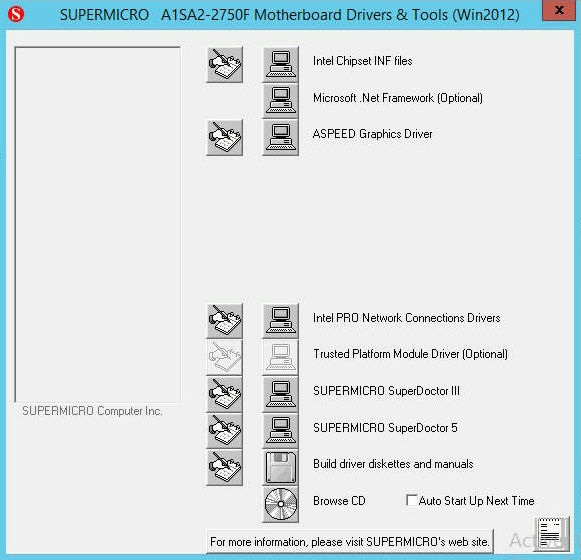 SUPERMICRO A1SA2-2750F Motherboard Drivers & Tools (Win2012)
Intel Chipset INF files
Microsoft .Net Framework (Optional)
ASPEED Graphics Driver
Intel PRO Network Connections Drivers
Trusted Platform Module Driver (Optional)
SUPERMICRO SuperDoctor III
SUPERMICRO Computer Inc.
SUPERMICRO SuperDoctor 5
Build driver diskettes and manuals
Browse CD Auto Start Up Next Time
For more information, please visit SUPERMICRO's web site.